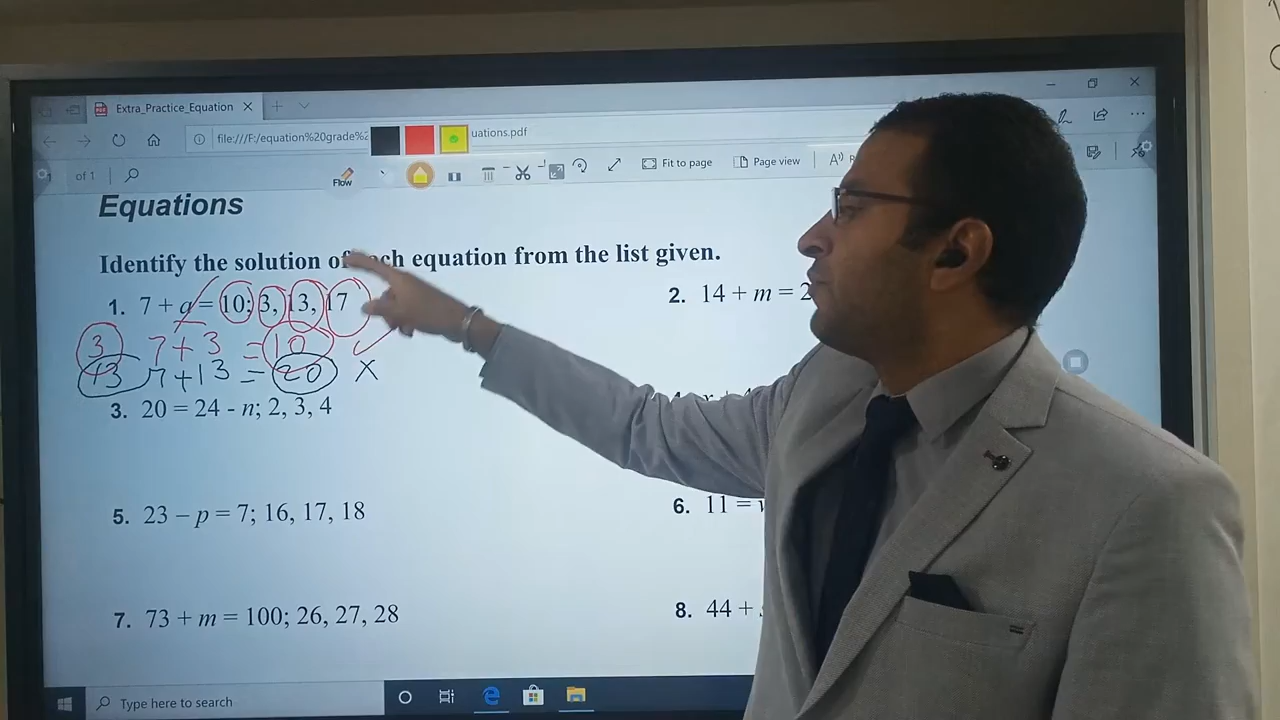 Extra_Practice_Equation
file:///F:/equation%20grade%2 uations.pdf
of 1 Flow Fit to page Page view A
Equations
Identify the solution of each equation from the list given.
1. 7 + a = 10; 3, 13, 17
2. 14 + m = 2
3 7 + 3 = 10 ✓
13 7 + 13 = 20 X
3. 20 = 24 - n; 2, 3, 4
5. 23 – p = 7; 16, 17, 18
6. 11 =
7. 73 + m = 100; 26, 27, 28
8. 44 +
Type here to search